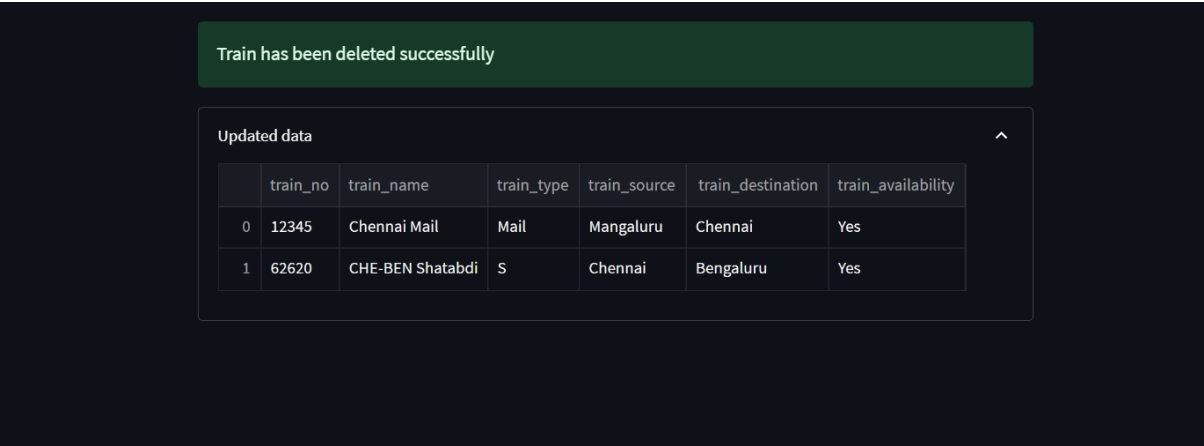 Train has been deleted successfully
Updated data
train_no train_name train_type train_source train_destination train_availability
0 12345 Chennai Mail Mail Mangaluru Chennai Yes
1 62620 CHE-BEN Shatabdi S Chennai Bengaluru Yes